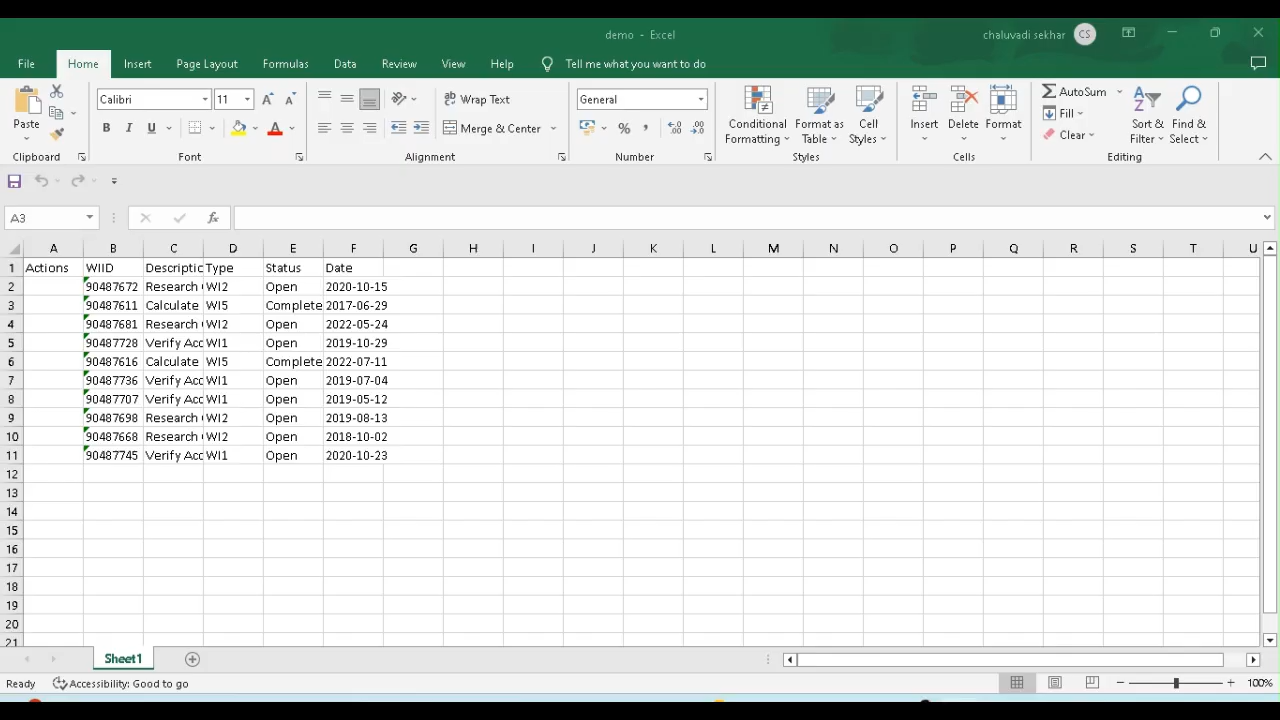 demo - Excel
chaluvadi sekhar CS
File Home Insert Page Layout Formulas Data Review View Help Tell me what you want to do
Calibri 11
Wrap Text
General
AutoSum
Paste
B I U
Merge & Center
Conditional Formatting
Format as Table
Cell Styles
Insert Delete Format
Fill
Clear
Sort & Filter
Find & Select
Clipboard Font Alignment Number Styles Cells Editing
A3 fx
A B C D E F G H I J K L M N O P Q R S T U
1 Actions WIID Descriptic Type Status Date
2 90487672 Research WI2 Open 2020-10-15
3 90487611 Calculate WI5 Complete 2017-06-29
4 90487681 Research WI2 Open 2022-05-24
5 90487728 Verify Acc WI1 Open 2019-10-29
6 90487616 Calculate WI5 Complete 2022-07-11
7 90487736 Verify Acc WI1 Open 2019-07-04
8 90487707 Verify Acc WI1 Open 2019-05-12
9 90487698 Research WI2 Open 2019-08-13
10 90487668 Research WI2 Open 2018-10-02
11 90487745 Verify Acc WI1 Open 2020-10-23
12
13
14
15
16
17
18
19
20
21
Sheet1
Ready Accessibility: Good to go 100%